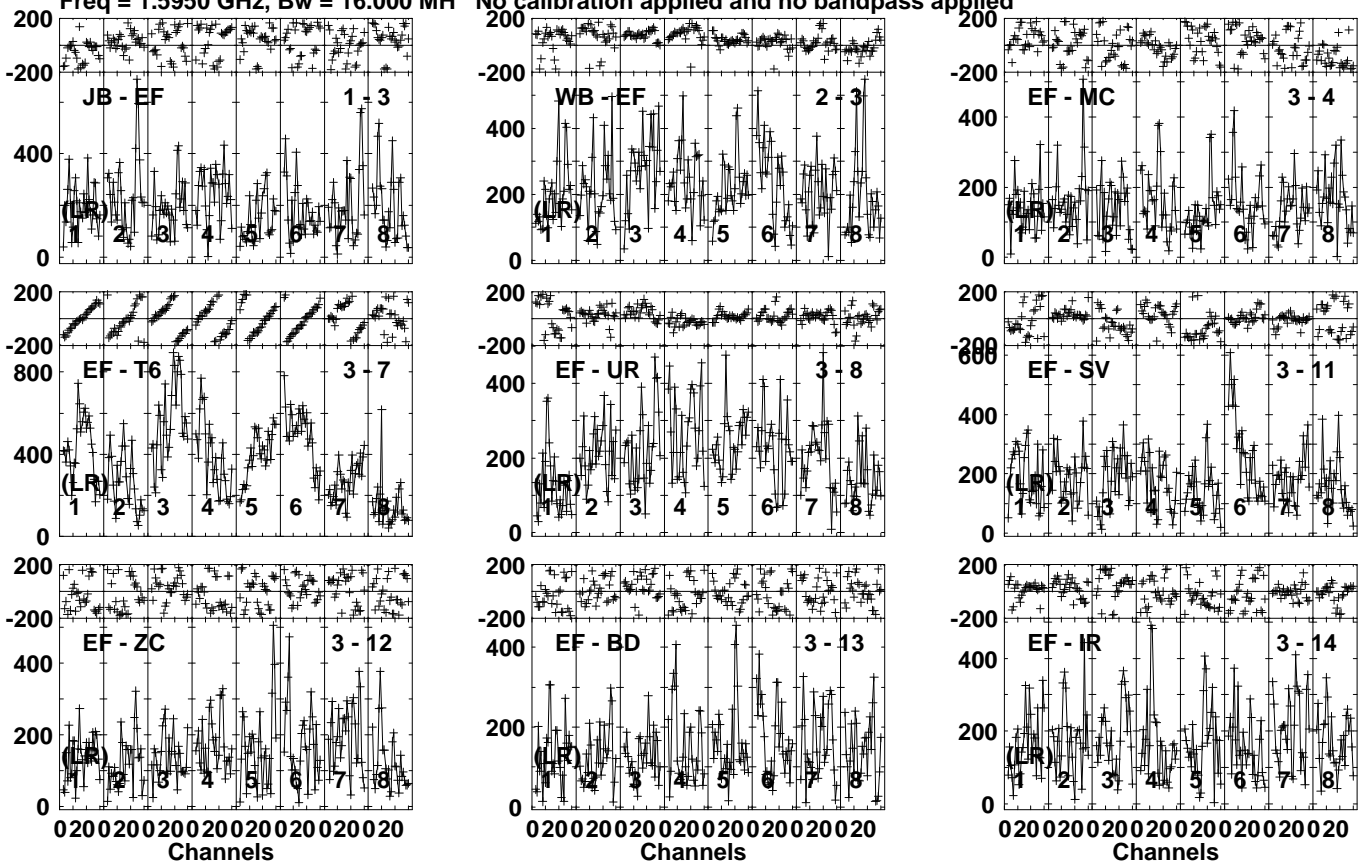 Freq = 1.5950 GHz, Bw = 16.000 MH No calibration applied and no bandpass applied
200
-200
JB - EF 1 - 3
400
(LR)
1 2 3 4 5 6 7 8
0
200
-200
WB - EF 2 - 3
400
200
(LR)
1 2 3 4 5 6 7 8
0
200
-200
EF - MC 3 - 4
400
200
(LR)
1 2 3 4 5 6 7 8
0
200
-200
EF - T6 3 - 7
800
400
(LR)
1 2 3 4 5 6 7 8
0
200
-200
EF - UR 3 - 8
400
200
(LR)
1 2 3 4 5 6 7 8
0
200
-200
600
EF - SV 3 - 11
400
200
(LR)
1 2 3 4 5 6 7 8
0
200
-200
EF - ZC 3 - 12
400
200
(LR)
1 2 3 4 5 6 7 8
0
0 20 0 20 0 20 0 20 0 20 0 20 0 20 0 20
Channels
200
-200
EF - BD 3 - 13
400
200
(LR)
1 2 3 4 5 6 7 8
0
0 20 0 20 0 20 0 20 0 20 0 20 0 20 0 20
Channels
200
-200
EF - IR 3 - 14
400
200
(LR)
1 2 3 4 5 6 7 8
0
0 20 0 20 0 20 0 20 0 20 0 20 0 20 0 20
Channels